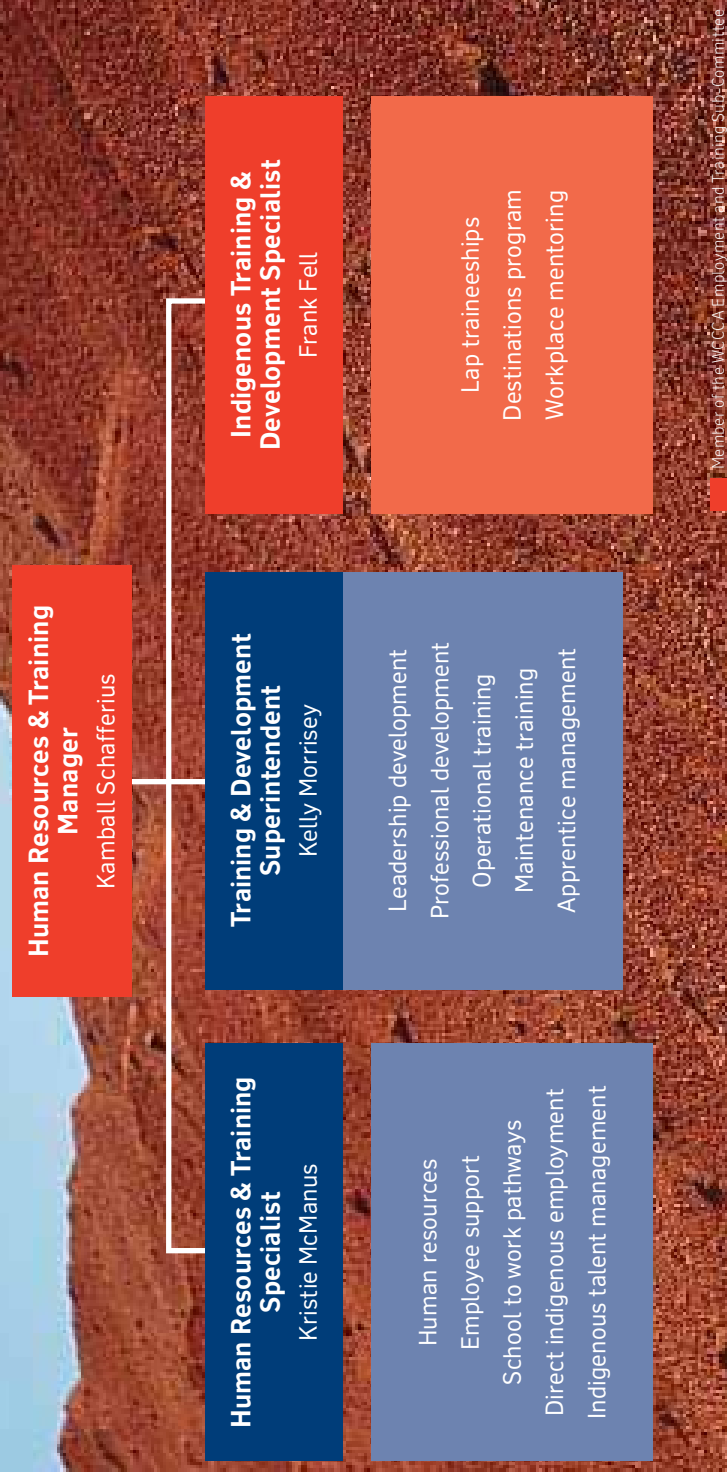 Human Resources & Training
Manager
Kamball Schafferius
Human Resources & Training
Specialist
Kristie McManus
Human resources
Employee support
School to work pathways
Direct indigenous employment
Indigenous talent management
Training & Development
Superintendent
Kelly Morrisey
Leadership development
Professional development
Operational training
Maintenance training
Apprentice management
Indigenous Training &
Development Specialist
Frank Fell
Lap traineeships
Destinations program
Workplace mentoring
Member of the WCCCA Employment and Training Sub-Committee